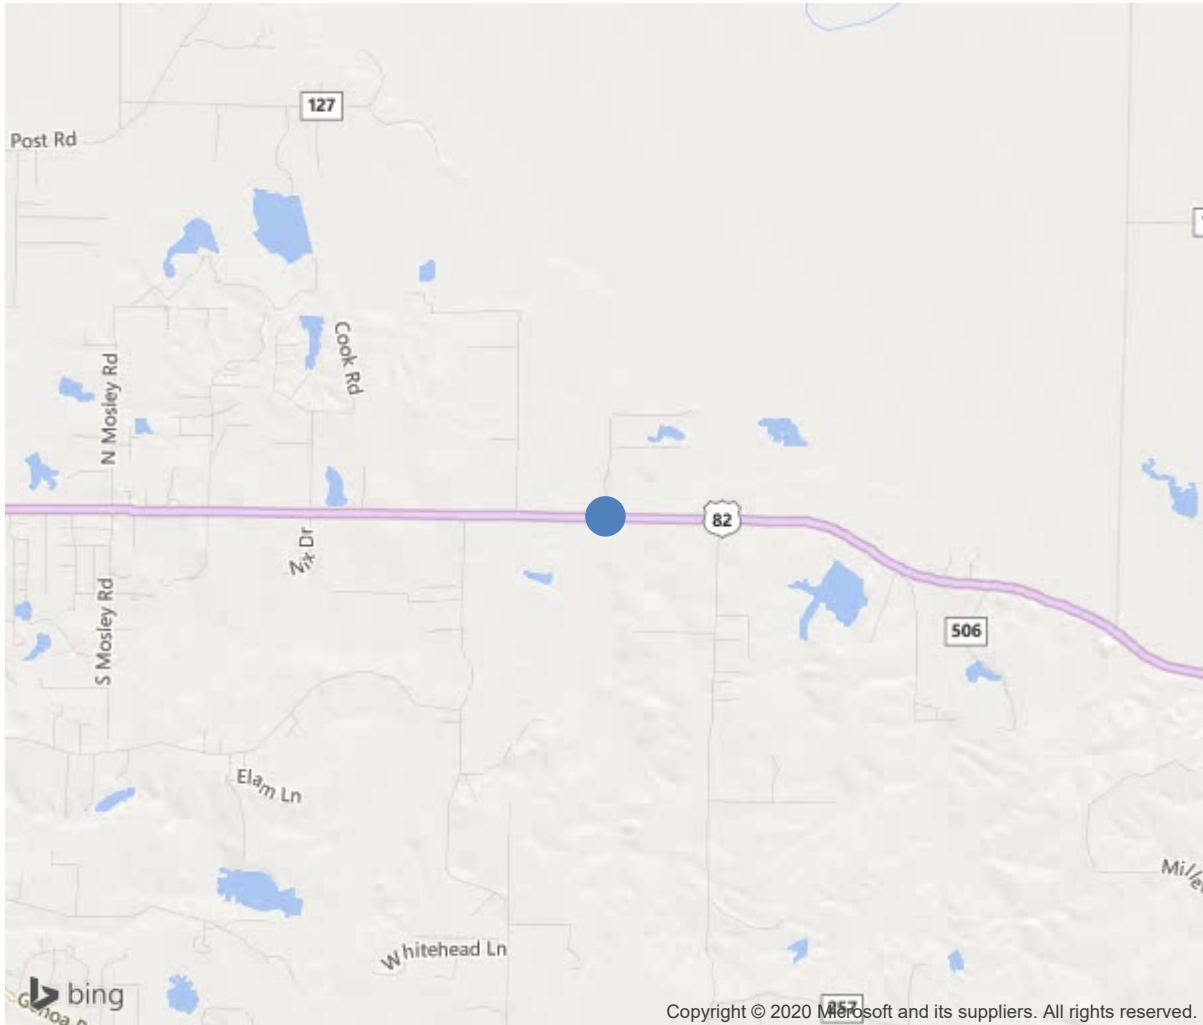 127
Post Rd
Cook Rd
N Mosley Rd
82
Nix Dr
S Mosley Rd
506
Elam Ln
Whitehead Ln
bing
257
Copyright © 2020 Microsoft and its suppliers. All rights reserved.